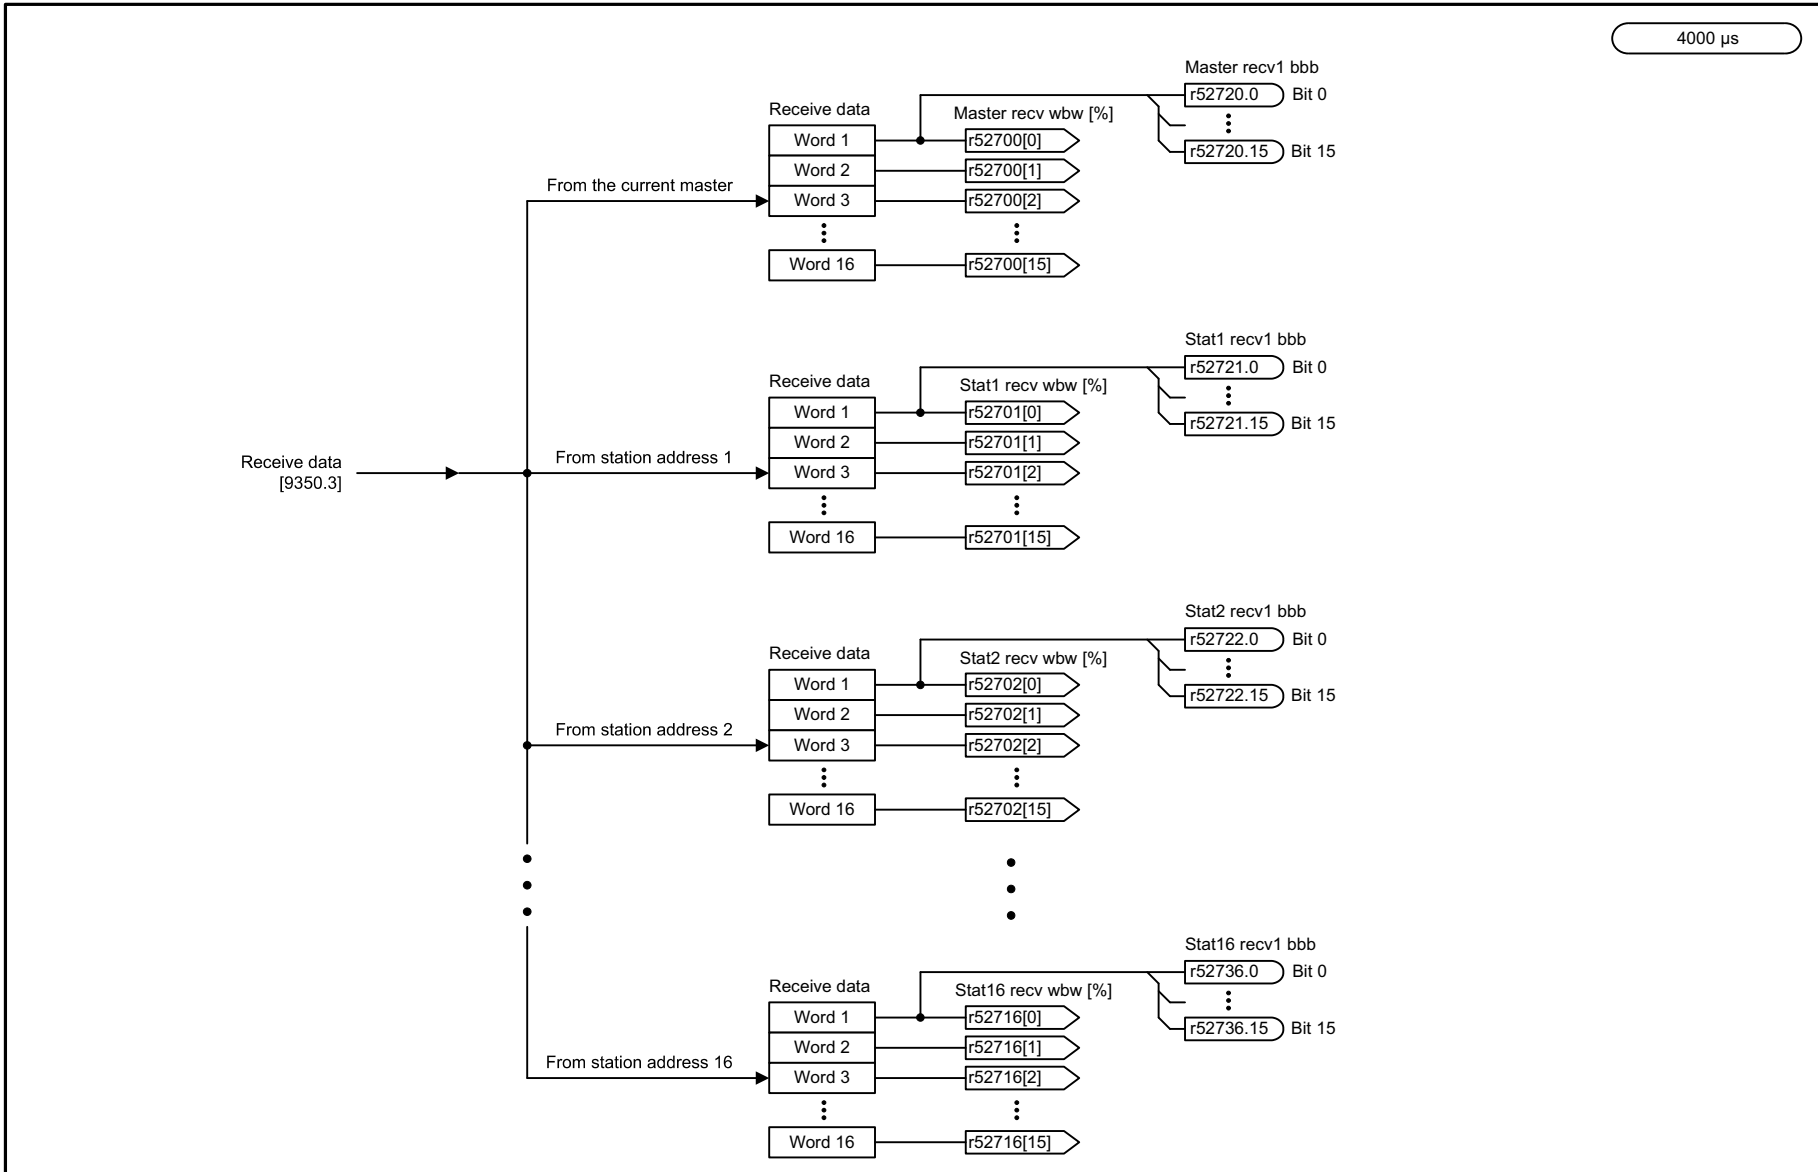 4000 µs
Master recv1 bbb
r52720.0 Bit 0
Receive data
Master recv wbw [%]
Word 1
r52700[0]
r52720.15 Bit 15
Word 2
r52700[1]
From the current master
Word 3
r52700[2]
Word 16
r52700[15]
Stat1 recv1 bbb
r52721.0 Bit 0
Receive data
Stat1 recv wbw [%]
Word 1
r52701[0]
r52721.15 Bit 15
Word 2
r52701[1]
From station address 1
Receive data
[9350.3]
Word 3
r52701[2]
Word 16
r52701[15]
Stat2 recv1 bbb
r52722.0 Bit 0
Receive data
Stat2 recv wbw [%]
Word 1
r52702[0]
r52722.15 Bit 15
Word 2
r52702[1]
From station address 2
Word 3
r52702[2]
Word 16
r52702[15]
Stat16 recv1 bbb
r52736.0 Bit 0
Receive data
Stat16 recv wbw [%]
Word 1
r52716[0]
r52736.15 Bit 15
Word 2
r52716[1]
From station address 16
Word 3
r52716[2]
Word 16
r52716[15]